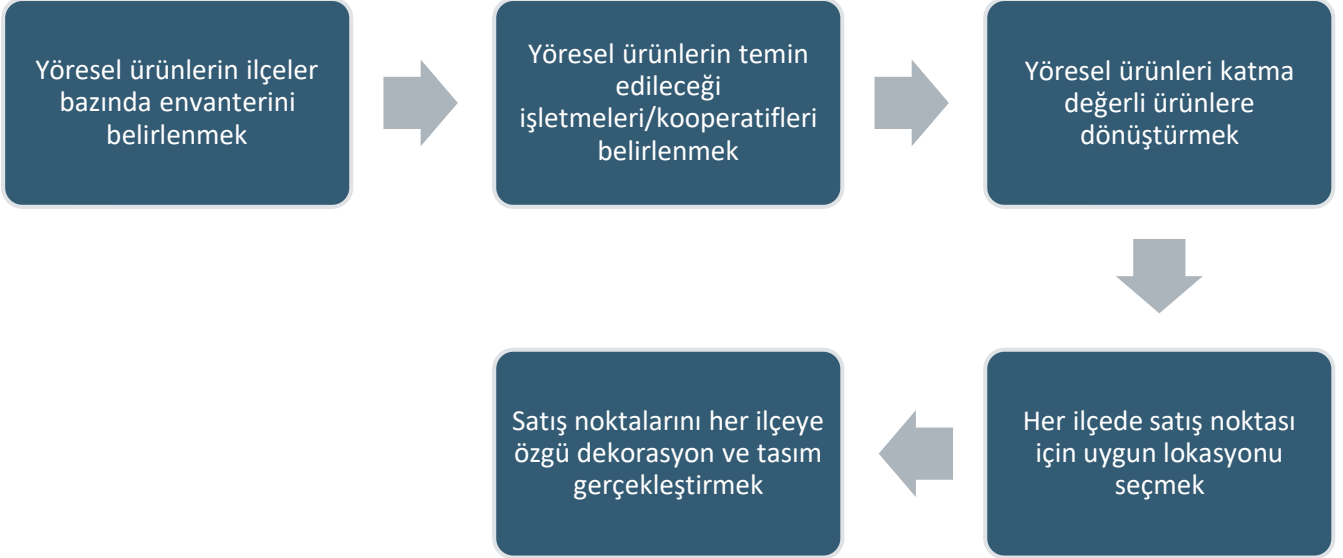 Yöresel ürünlerin ilçeler
bazında envanterini
belirlenmek
Yöresel ürünlerin temin
edileceği
işletmeleri/kooperatifleri
belirlenmek
Yöresel ürünleri katma
değerli ürünlere
dönüştürmek
Her ilçede satış noktası
için uygun lokasyonu
seçmek
Satış noktalarını her ilçeye
özgü dekorasyon ve tasım
gerçekleştirmek